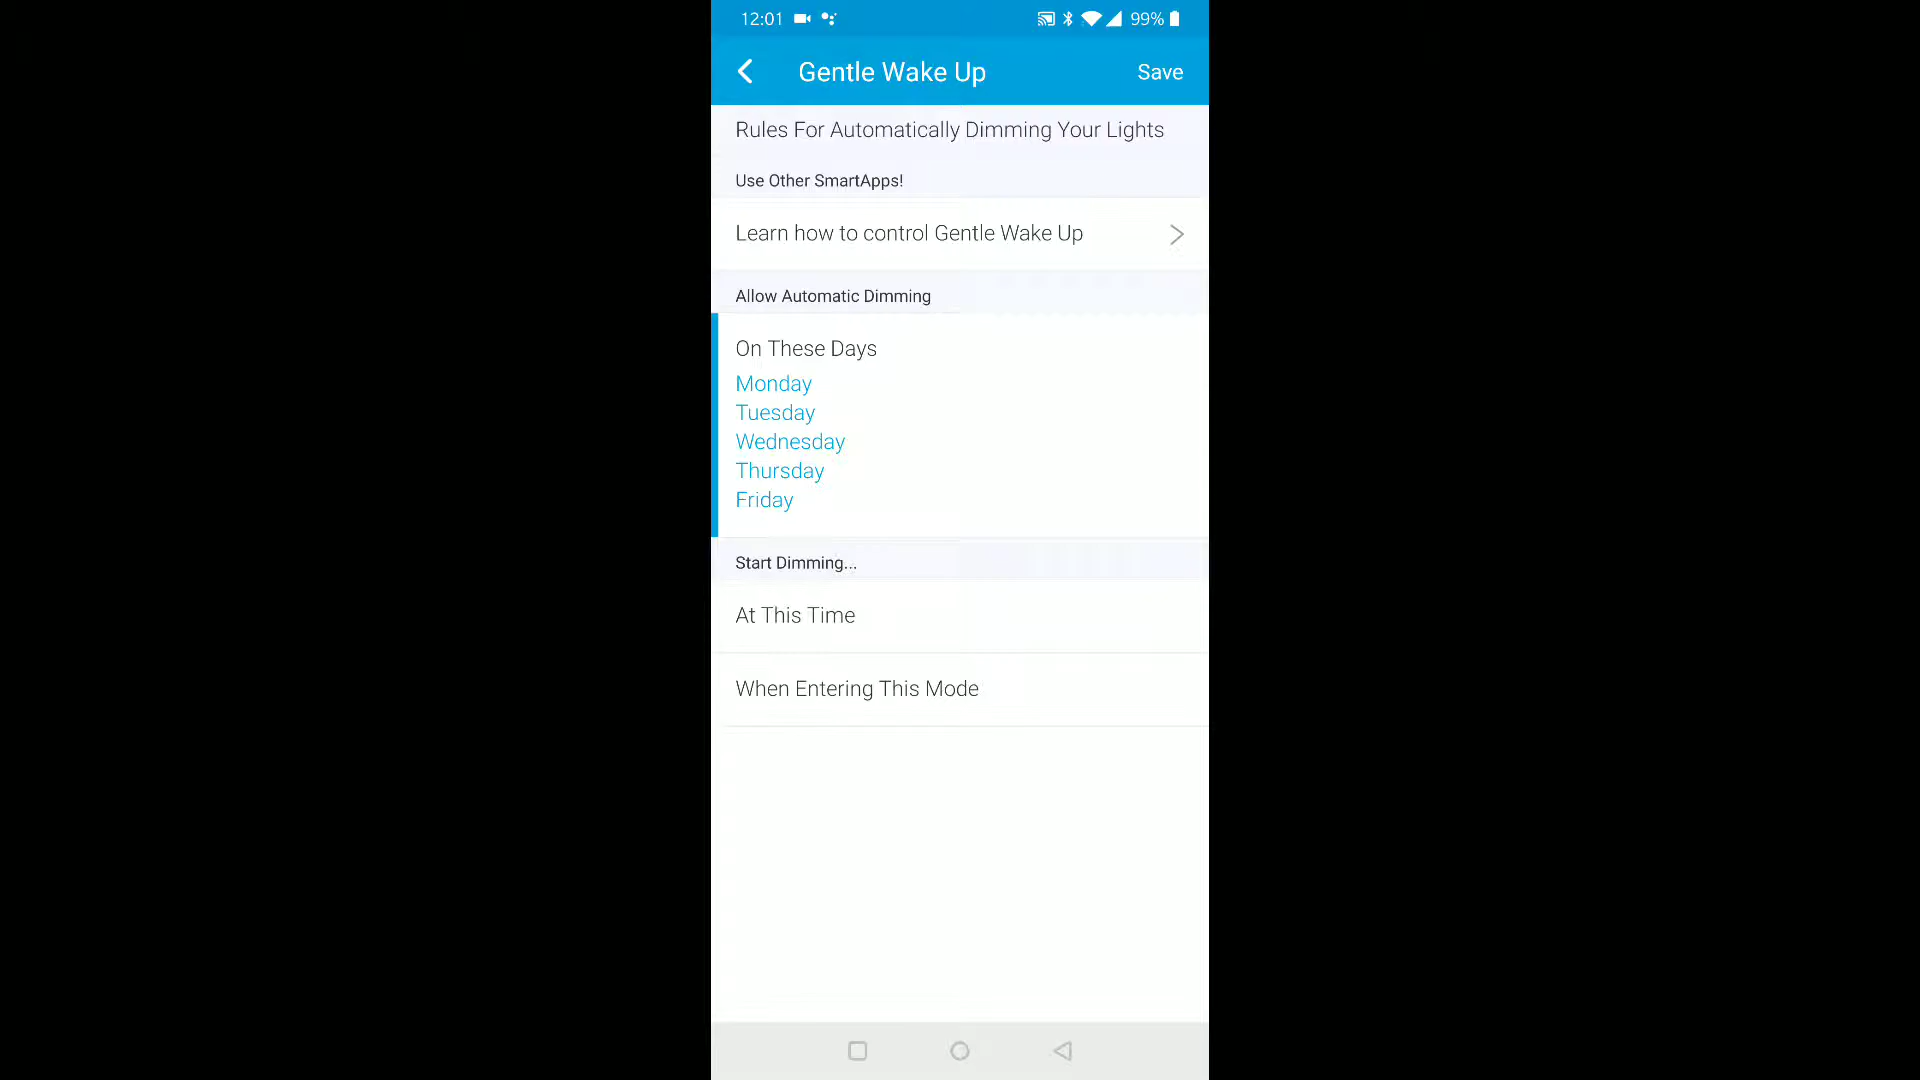 12:01 99%
Gentle Wake Up Save
Rules For Automatically Dimming Your Lights
Use Other SmartApps!
Learn how to control Gentle Wake Up
Allow Automatic Dimming
On These Days
Monday
Tuesday
Wednesday
Thursday
Friday
Start Dimming...
At This Time
When Entering This Mode